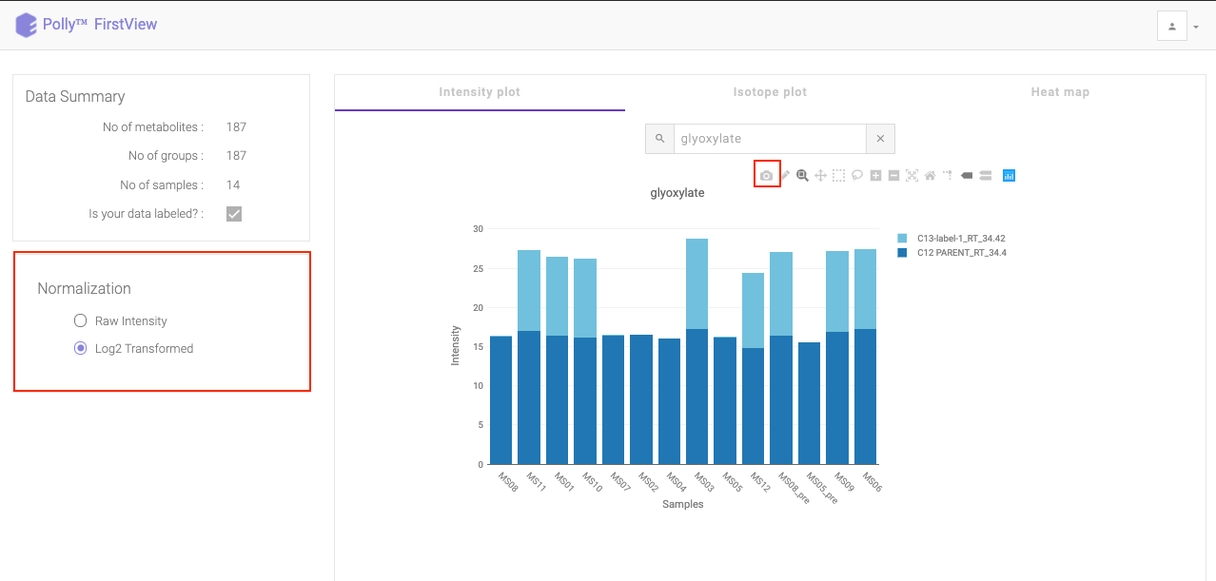 Polly™ FirstView
Data Summary
No of metabolites : 187
No of groups : 187
No of samples : 14
Is your data labeled? :
Normalization
Raw Intensity
Log2 Transformed
Intensity plot
Isotope plot
Heat map
glyoxylate
glyoxylate
30
25
20
15
10
5
0
Intensity
MS08
MS11
MS01
MS10
MS07
MS02
MS04
MS03
MS05
MS12
MS08_pre
MS05_pre
MS09
MS06
Samples
C13-label-1_RT_34.42
C12 PARENT_RT_34.4